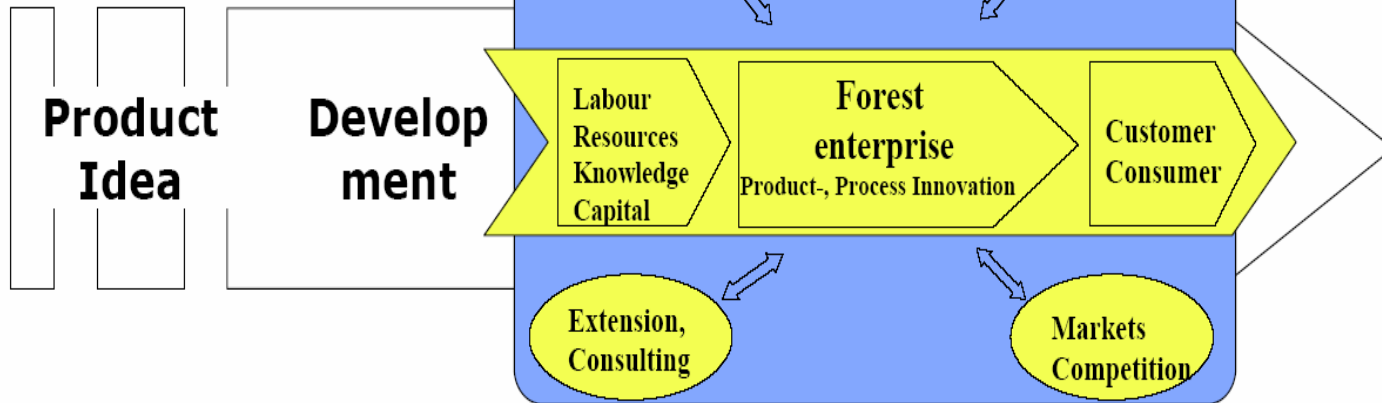 Product
Idea
Develop
ment
Labour
Resources
Knowledge
Capital
Forest
enterprise
Product-, Process Innovation
Customer
Consumer
Extension,
Consulting
Markets
Competition